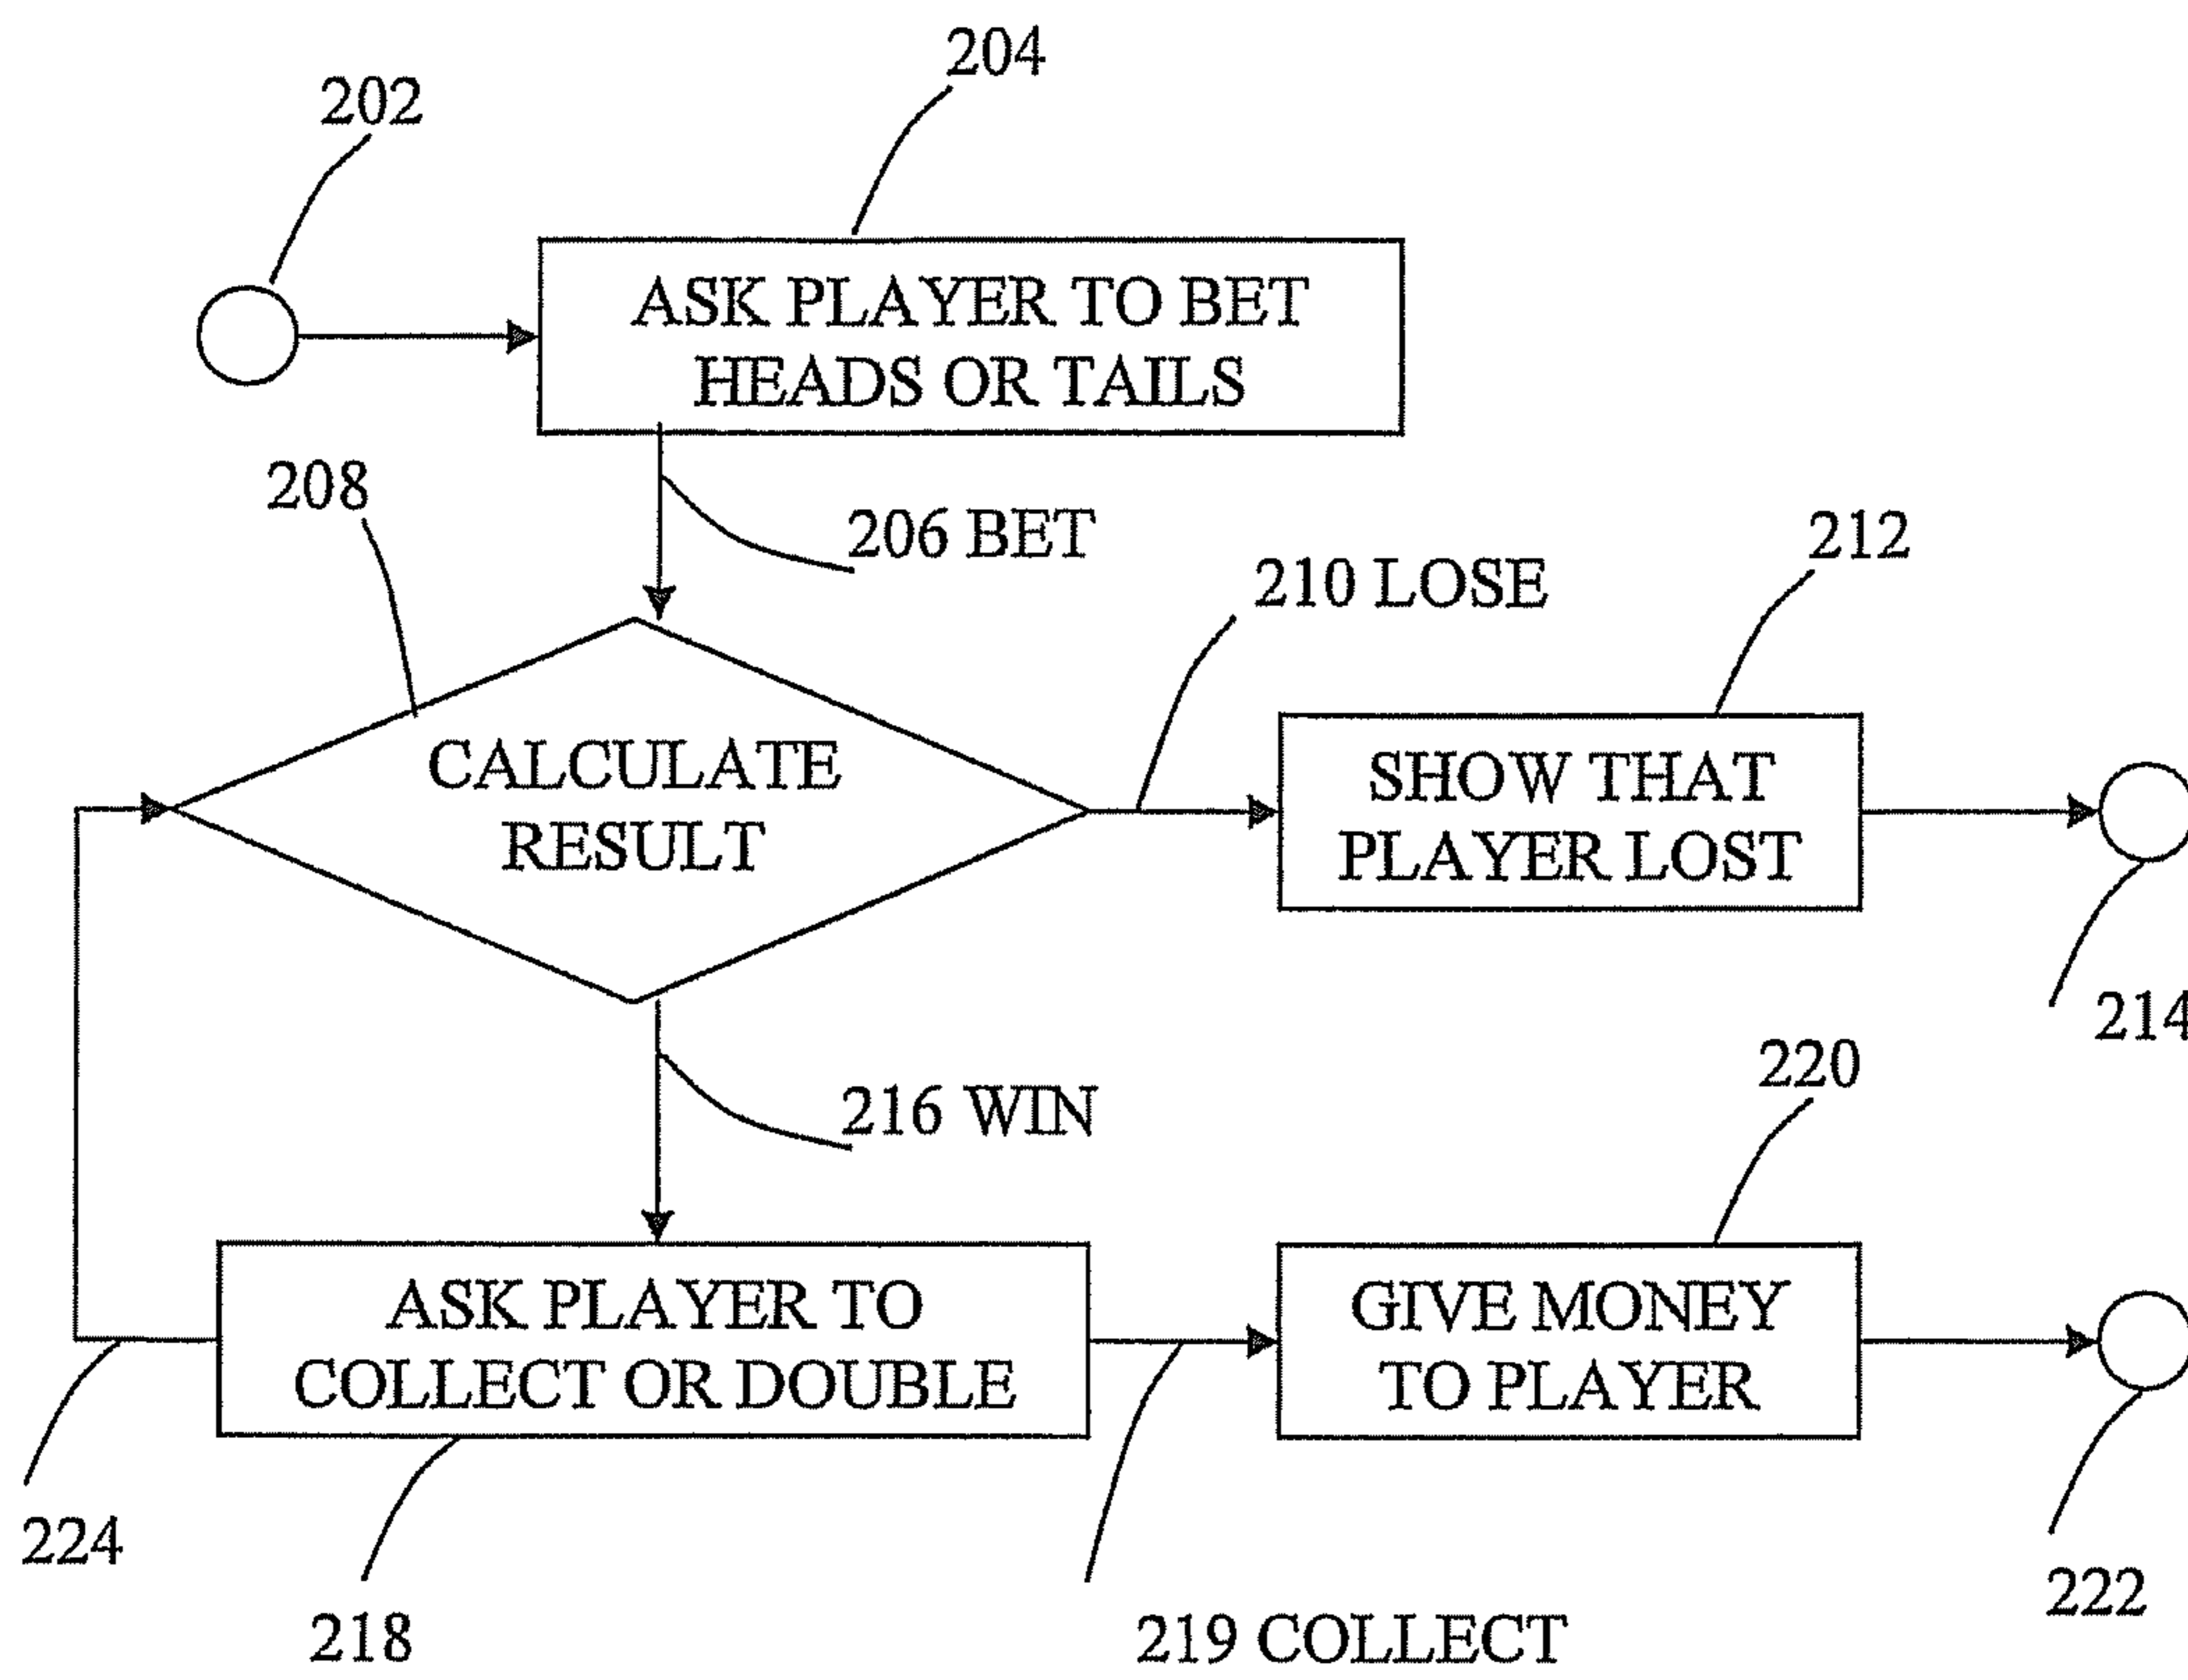 204
202
ASK PLAYER TO BET
HEADS OR TAILS
208
206 BET
212
210 LOSE
CALCULATE
RESULT
SHOW THAT
PLAYER LOST
214
220
216 WIN
ASK PLAYER TO
COLLECT OR DOUBLE
GIVE MONEY
TO PLAYER
224
222
218
219 COLLECT